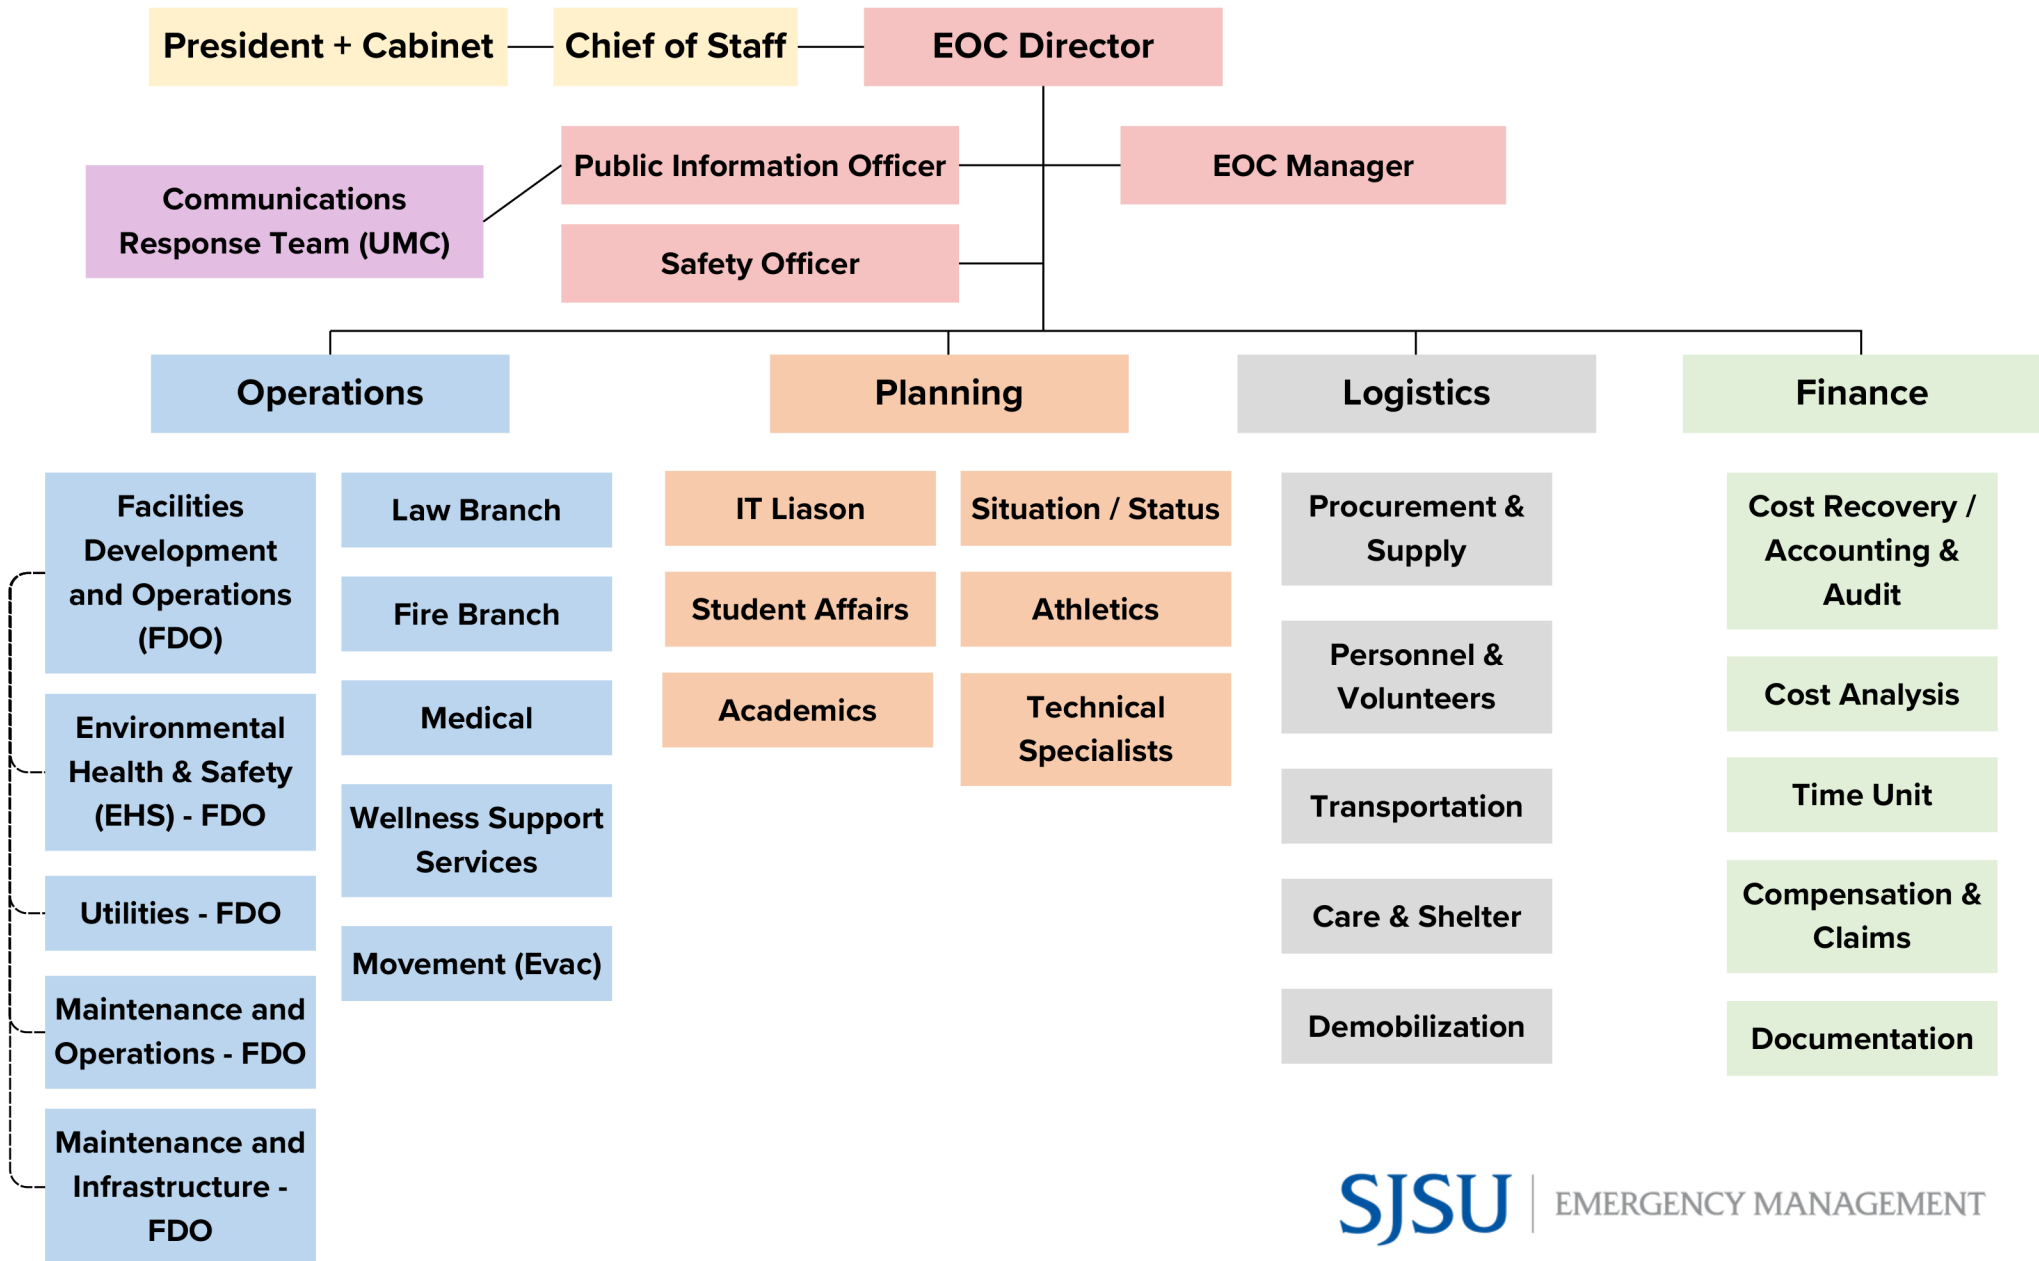 President + Cabinet
Chief of Staff
EOC Director
Public Information Officer
EOC Manager
Communications
Response Team (UMC)
Safety Officer
Operations
Planning
Logistics
Finance
Facilities
Development
and Operations
(FDO)
Environmental
Health & Safety
(EHS) - FDO
Utilities - FDO
Maintenance and
Operations - FDO
Maintenance and
Infrastructure -
FDO
Law Branch
Fire Branch
Medical
Wellness Support
Services
Movement (Evac)
IT Liason
Student Affairs
Academics
Situation / Status
Athletics
Technical
Specialists
Procurement &
Supply
Personnel &
Volunteers
Transportation
Care & Shelter
Demobilization
Cost Recovery /
Accounting &
Audit
Cost Analysis
Time Unit
Compensation &
Claims
Documentation
SJSU | EMERGENCY MANAGEMENT